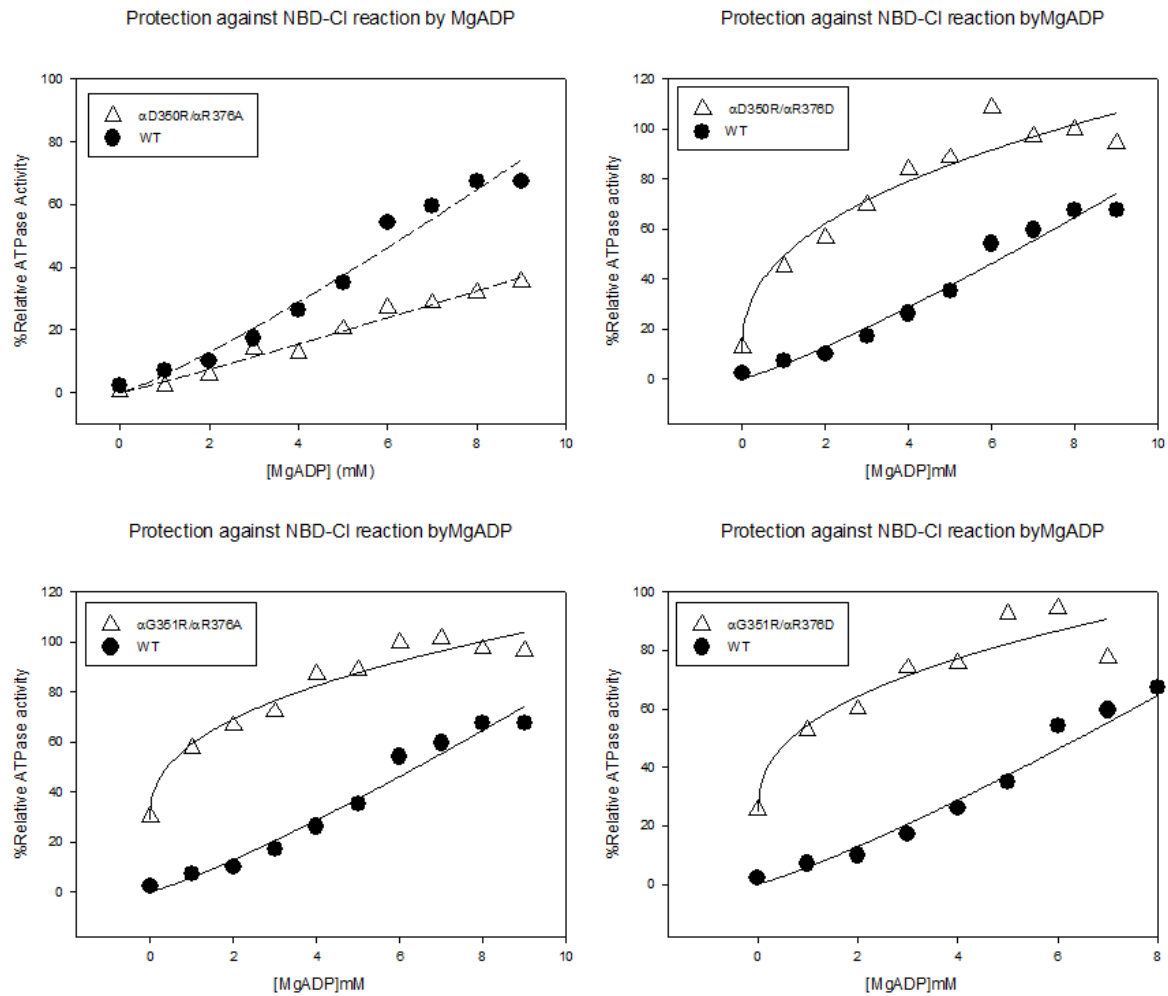 Protection against NBD-Cl reaction by MgADP
%Relative ATPase Activity
100
80
60
40
20
0
αD350R/αR376A
WT
0 2 4 6 8 10
[MgADP] (mM)
Protection against NBD-Cl reaction byMgADP
%Relative ATPase activity
120
100
80
60
40
20
0
αD350R/αR376D
WT
0 2 4 6 8 10
[MgADP]mM
Protection against NBD-Cl reaction byMgADP
%Relative ATPase activity
120
100
80
60
40
20
0
αG351R/αR376A
WT
0 2 4 6 8 10
[MgADP]mM
Protection against NBD-Cl reaction byMgADP
%Relative ATPase activity
100
80
60
40
20
0
αG351R/αR376D
WT
0 2 4 6 8
[MgADP]mM